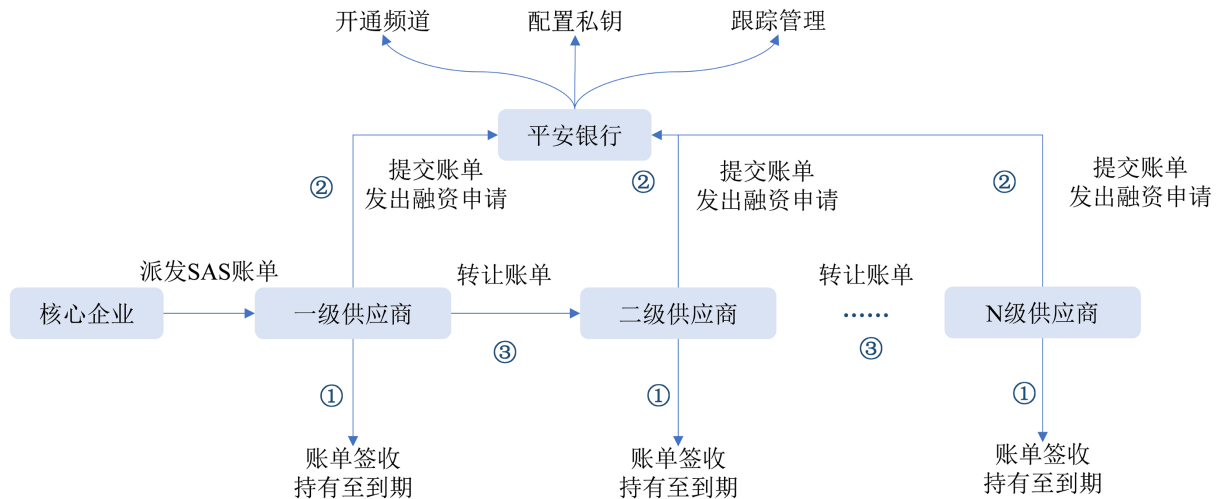 开通频道
配置私钥
跟踪管理
平安银行
②
提交账单
发出融资申请
②
提交账单
发出融资申请
②
提交账单
发出融资申请
派发SAS账单
转让账单
转让账单
核心企业
一级供应商
二级供应商
……
N级供应商
③
③
①
①
①
账单签收
持有至到期
账单签收
持有至到期
账单签收
持有至到期